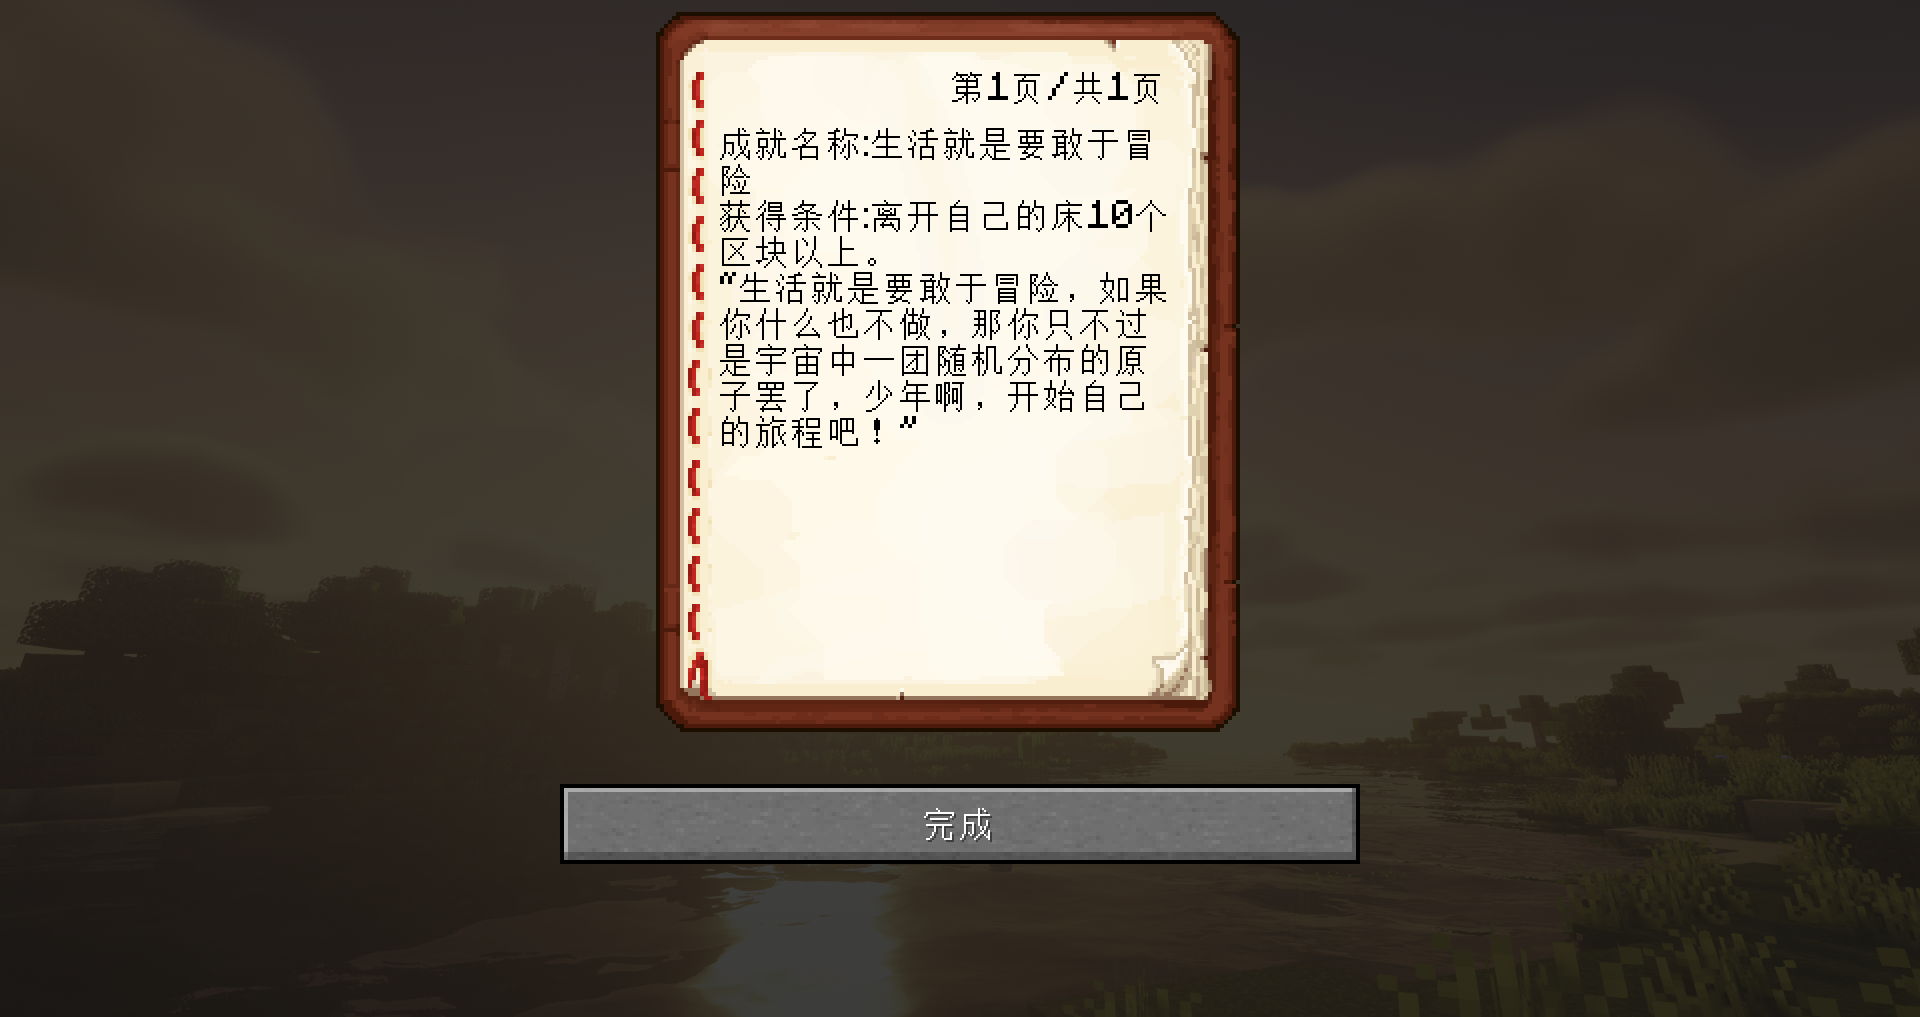 第1页/共1页
成就名称:生活就是要敢于冒
险
获得条件:离开自己的床10个
区块以上。
“生活就是要敢于冒险，如果
你什么也不做，那你只不过
是宇宙中一团随机分布的原
子罢了，少年啊，开始自己
的旅程吧！”
完成